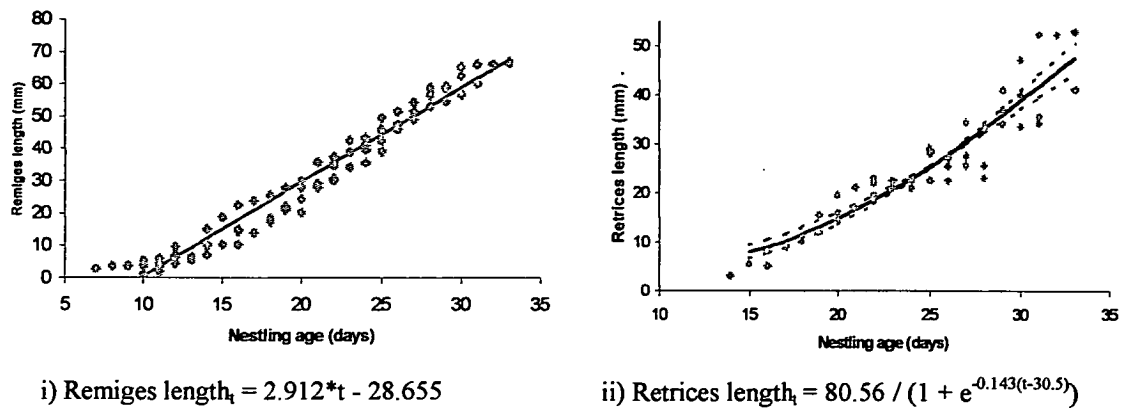 Remiges length (mm)
80
70
60
50
40
30
20
10
0
5 10 15 20 25 30 35
Nestling age (days)
i) Remiges lengthₜ = 2.912*t - 28.655
Retrices length (mm)
50
40
30
20
10
0
10 15 20 25 30 35
Nestling age (days)
ii) Retrices lengthₜ = 80.56 / (1 + e^-0.143(t-30.5))